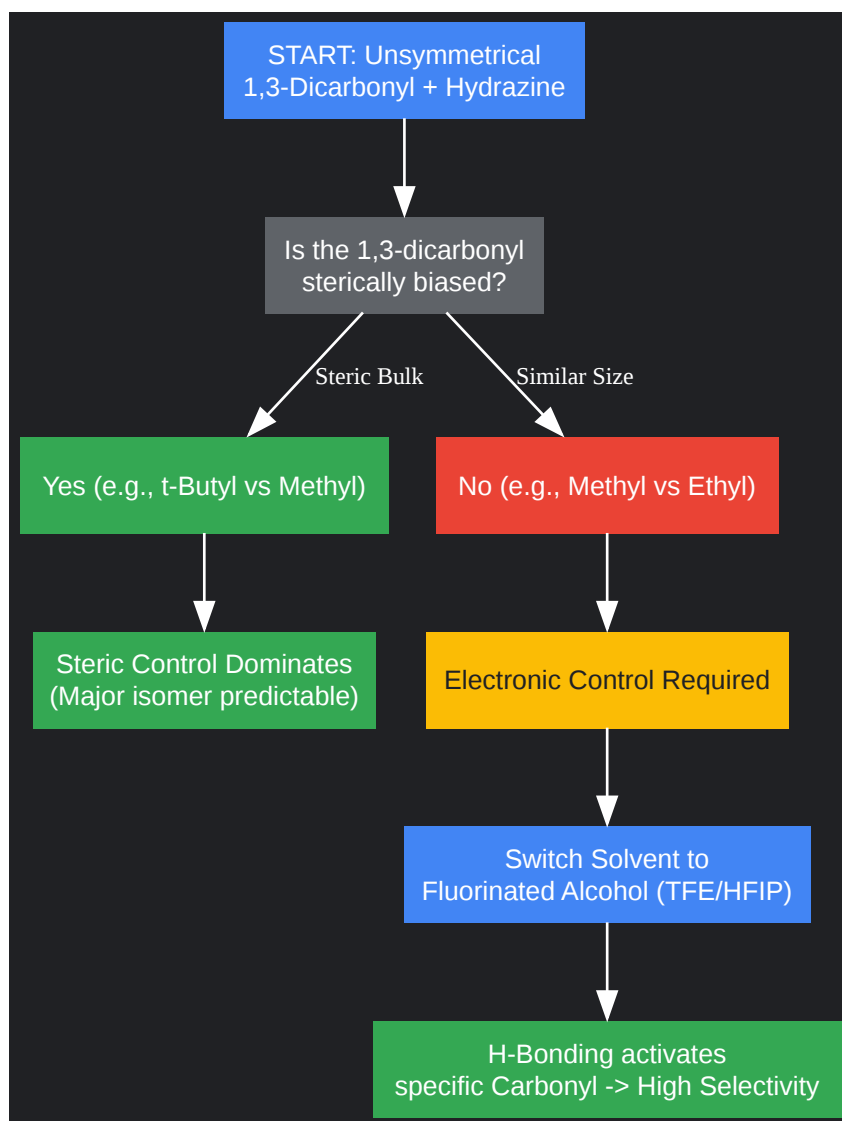 START: Unsymmetrical
1,3-Dicarbonyl + Hydrazine
Is the 1,3-dicarbonyl
sterically biased?
Steric Bulk
Similar Size
Yes (e.g., t-Butyl vs Methyl)
No (e.g., Methyl vs Ethyl)
Steric Control Dominates
(Major isomer predictable)
Electronic Control Required
Switch Solvent to
Fluorinated Alcohol (TFE/HFIP)
H-Bonding activates
specific Carbonyl -> High Selectivity